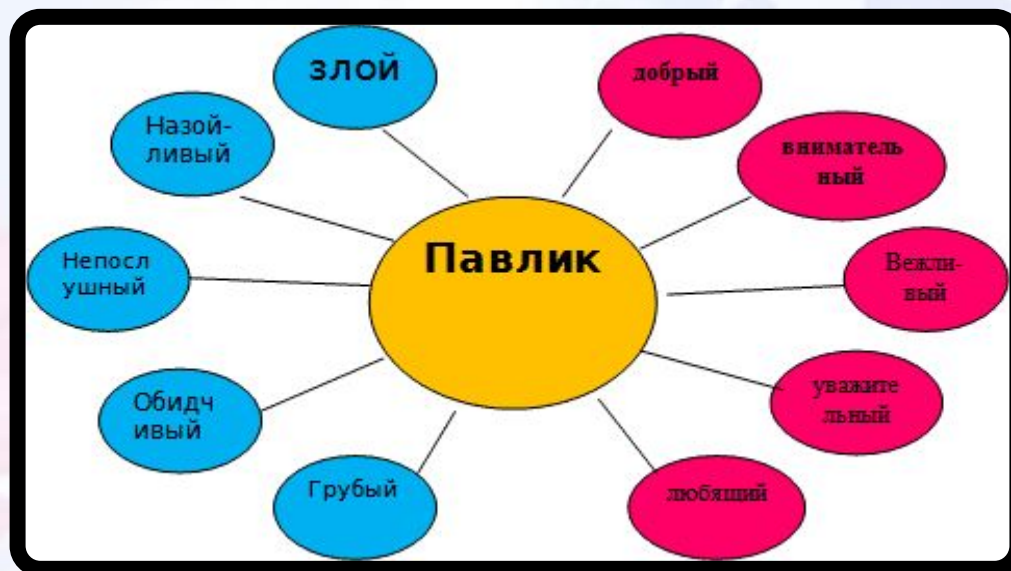 злой
добрый
Назой-
ливый
вниматель
ный
Павлик
Непосл
ушный
Вежли-
вый
Обидч
ивый
уважите
льный
Грубый
любящий